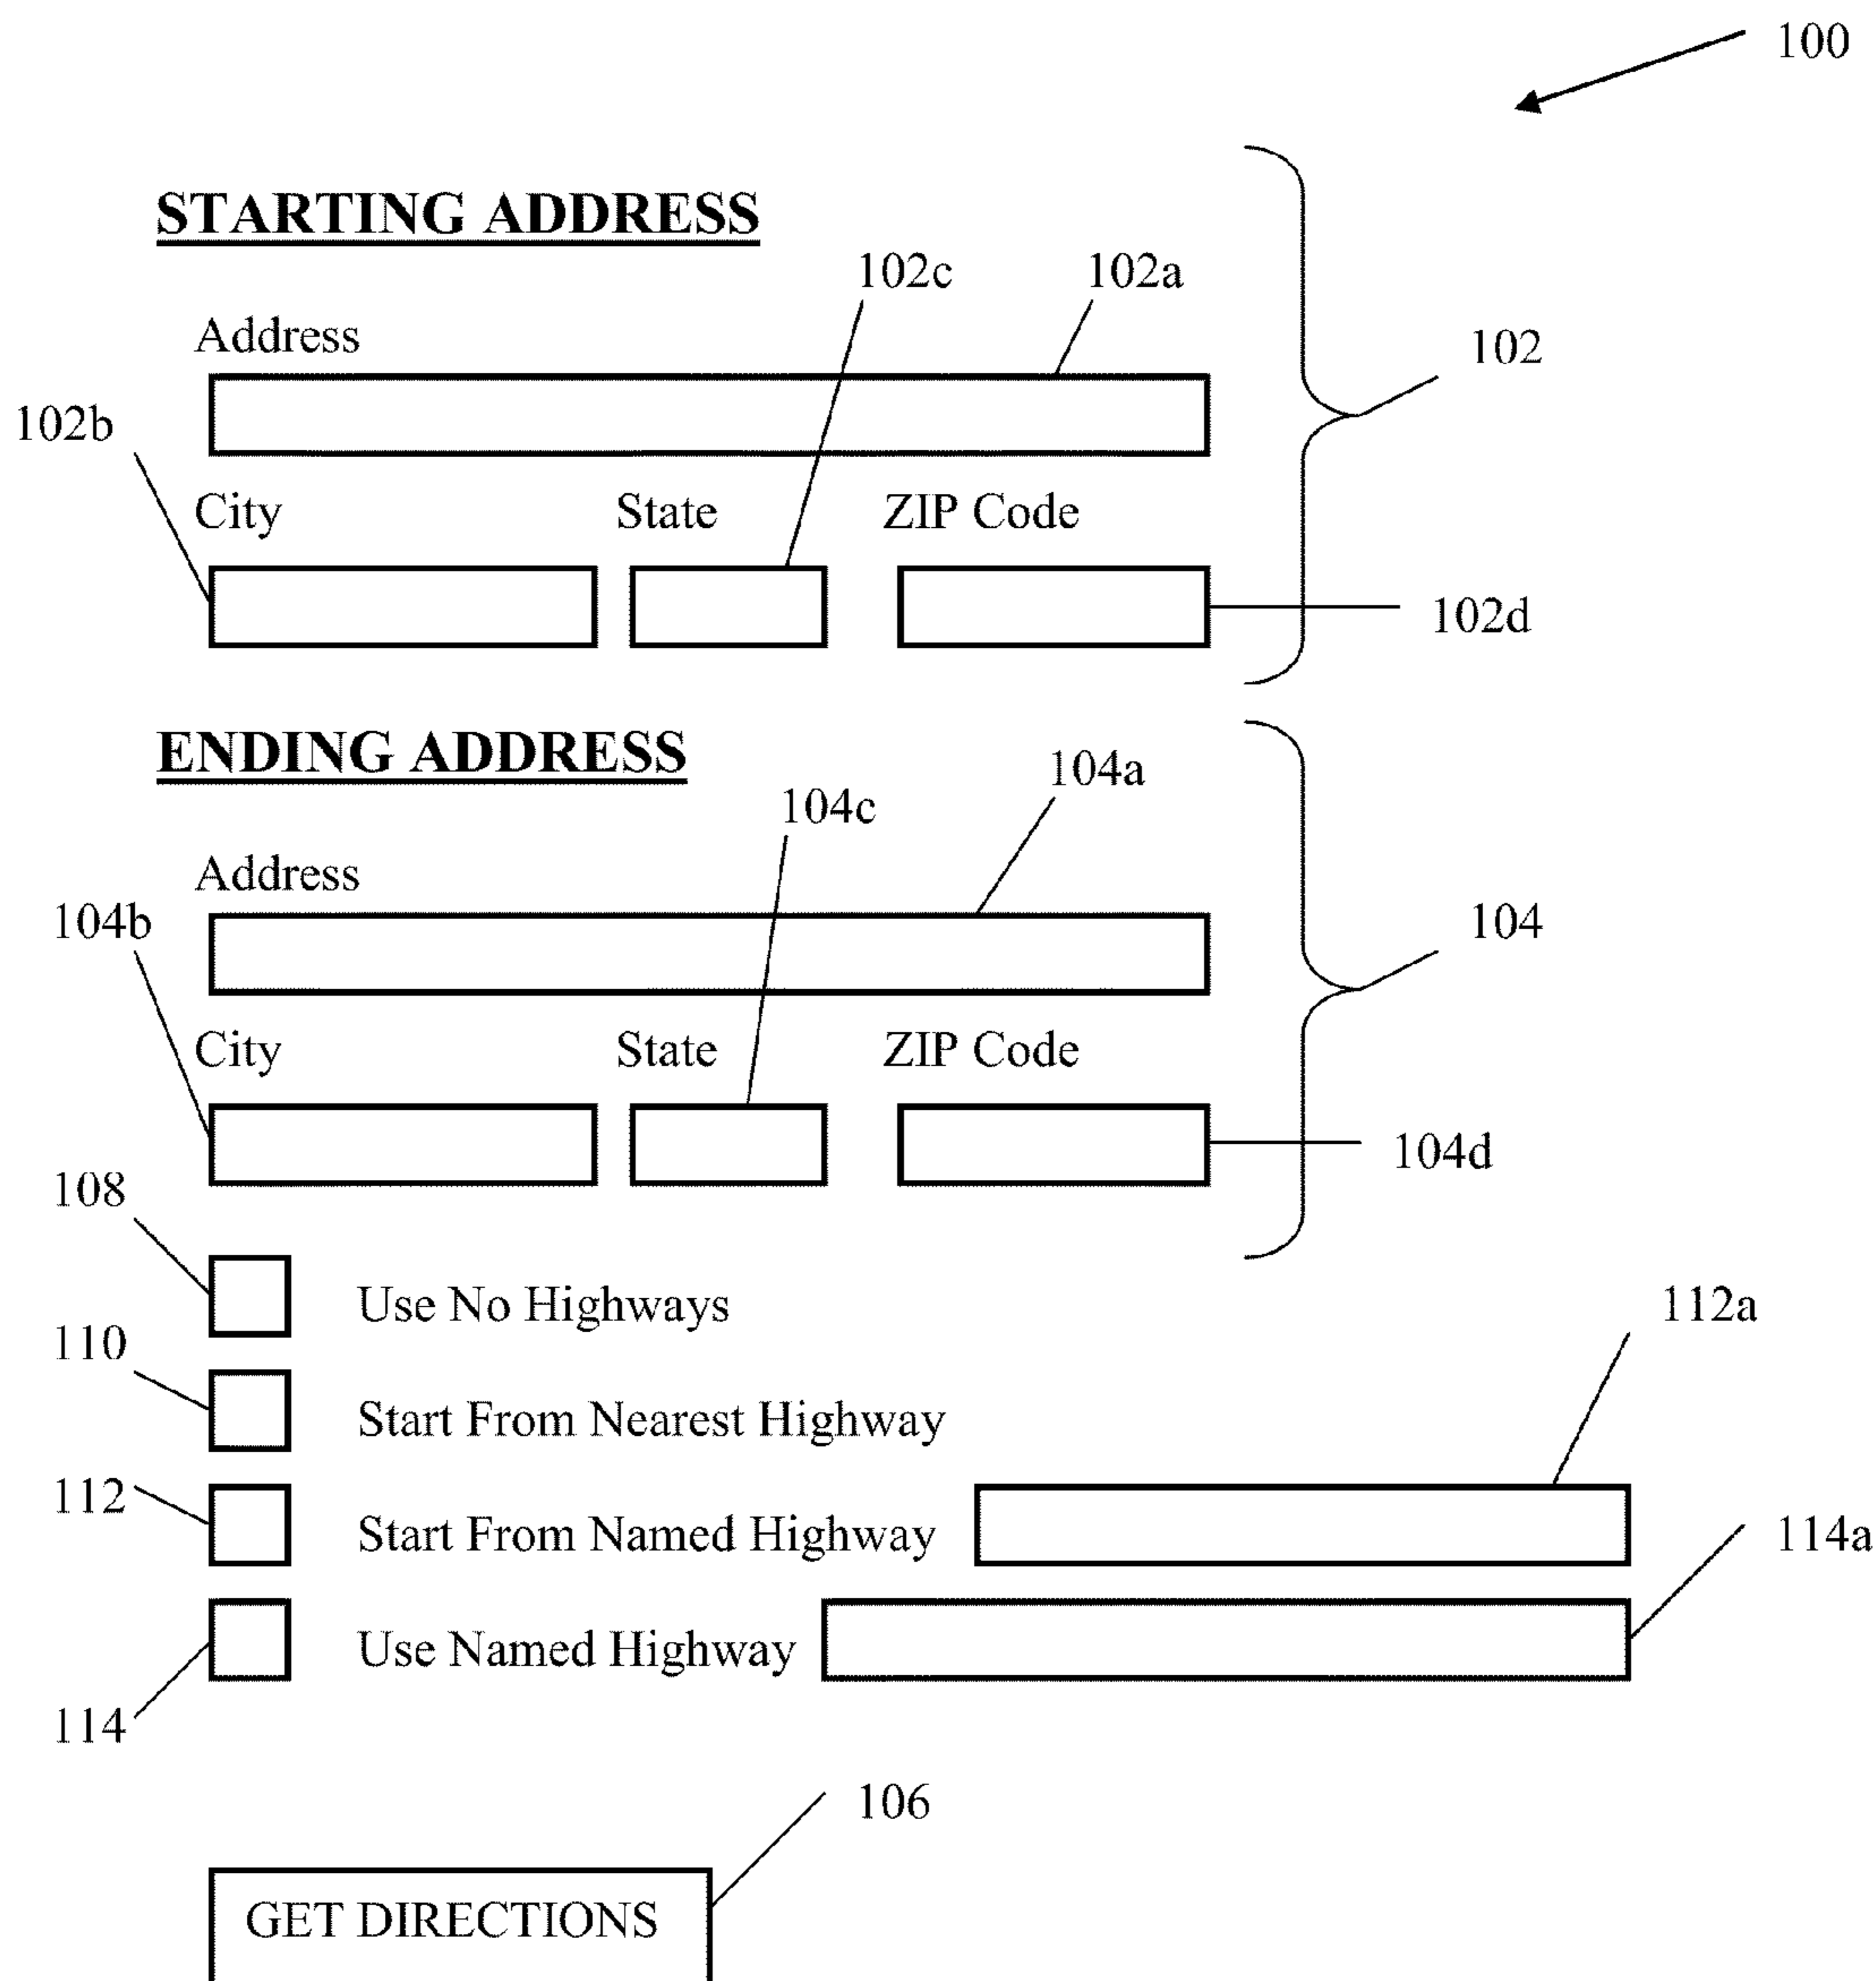 100
STARTING ADDRESS
102c 102a
Address
102
102b
City State ZIP Code
102d
ENDING ADDRESS
104a
104c
Address
104b
104
City State ZIP Code
104d
108
Use No Highways
112a
110
Start From Nearest Highway
112
Start From Named Highway
114a
Use Named Highway
114
106
GET DIRECTIONS